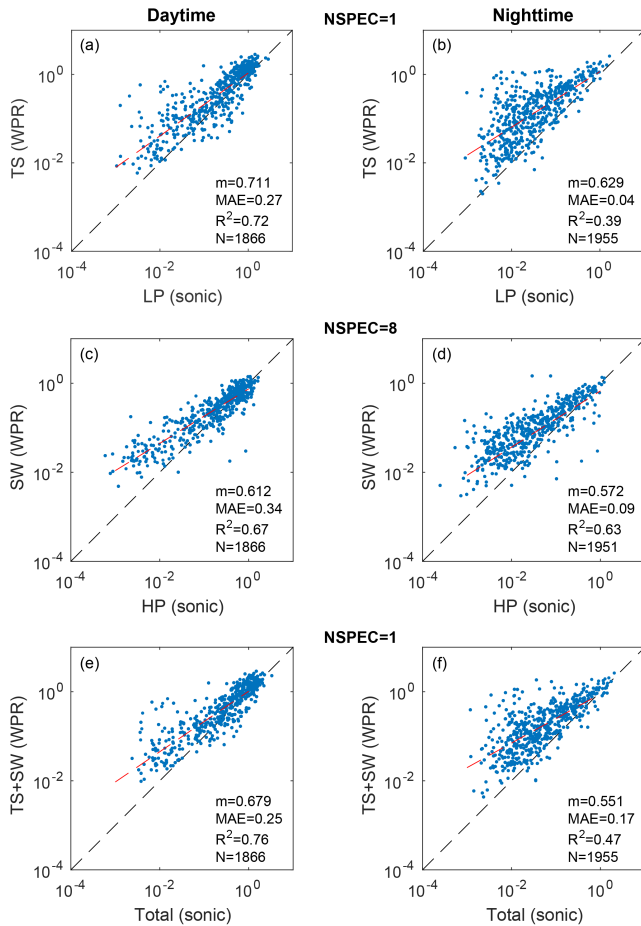 Daytime
NSPEC=1
Nighttime
(a)
TS (WPR)
10^0
10^-2
10^-4
m=0.711
MAE=0.27
R^2=0.72
N=1866
10^-4
10^-2
10^0
LP (sonic)
(b)
TS (WPR)
10^0
10^-2
10^-4
m=0.629
MAE=0.04
R^2=0.39
N=1955
10^-4
10^-2
10^0
LP (sonic)
NSPEC=8
(c)
SW (WPR)
10^0
10^-2
10^-4
m=0.612
MAE=0.34
R^2=0.67
N=1866
10^-4
10^-2
10^0
HP (sonic)
(d)
SW (WPR)
10^0
10^-2
10^-4
m=0.572
MAE=0.09
R^2=0.63
N=1951
10^-4
10^-2
10^0
HP (sonic)
NSPEC=1
(e)
TS+SW (WPR)
10^0
10^-2
10^-4
m=0.679
MAE=0.25
R^2=0.76
N=1866
10^-4
10^-2
10^0
Total (sonic)
(f)
TS+SW (WPR)
10^0
10^-2
10^-4
m=0.551
MAE=0.17
R^2=0.47
N=1955
10^-4
10^-2
10^0
Total (sonic)